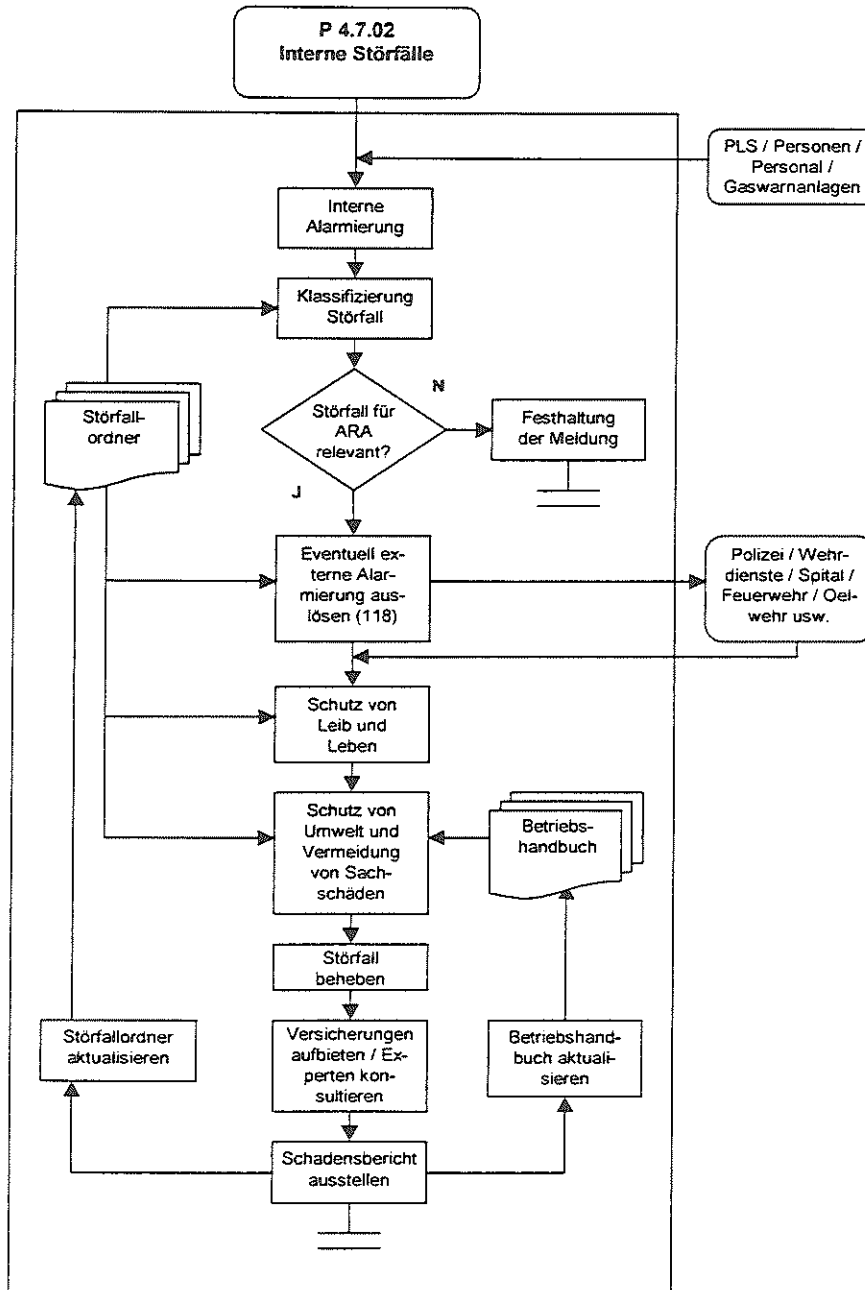 P 4.7.02
Interne Störfälle
PLS / Personen /
Personal /
Gaswarnanlagen
Interne
Alarmierung
Klassifizierung
Störfall
Störfall-
ordner
Störfall für
ARA
relevant?
N
Festhaltung
der Meldung
J
Eventuell ex-
terne Alar-
mierung aus-
lösen (118)
Polizei / Wehr-
dienste / Spital /
Feuerwehr / Oel-
wehr usw.
Schutz von
Leib und
Leben
Schutz von
Umwelt und
Vermeidung
von Sach-
schäden
Betriebs-
handbuch
Störfall
beheben
Störfallordner
aktualisieren
Versicherungen
aufbieten / Ex-
perten kon-
sultieren
Betriebshand-
buch aktuali-
sieren
Schadensbericht
ausstellen